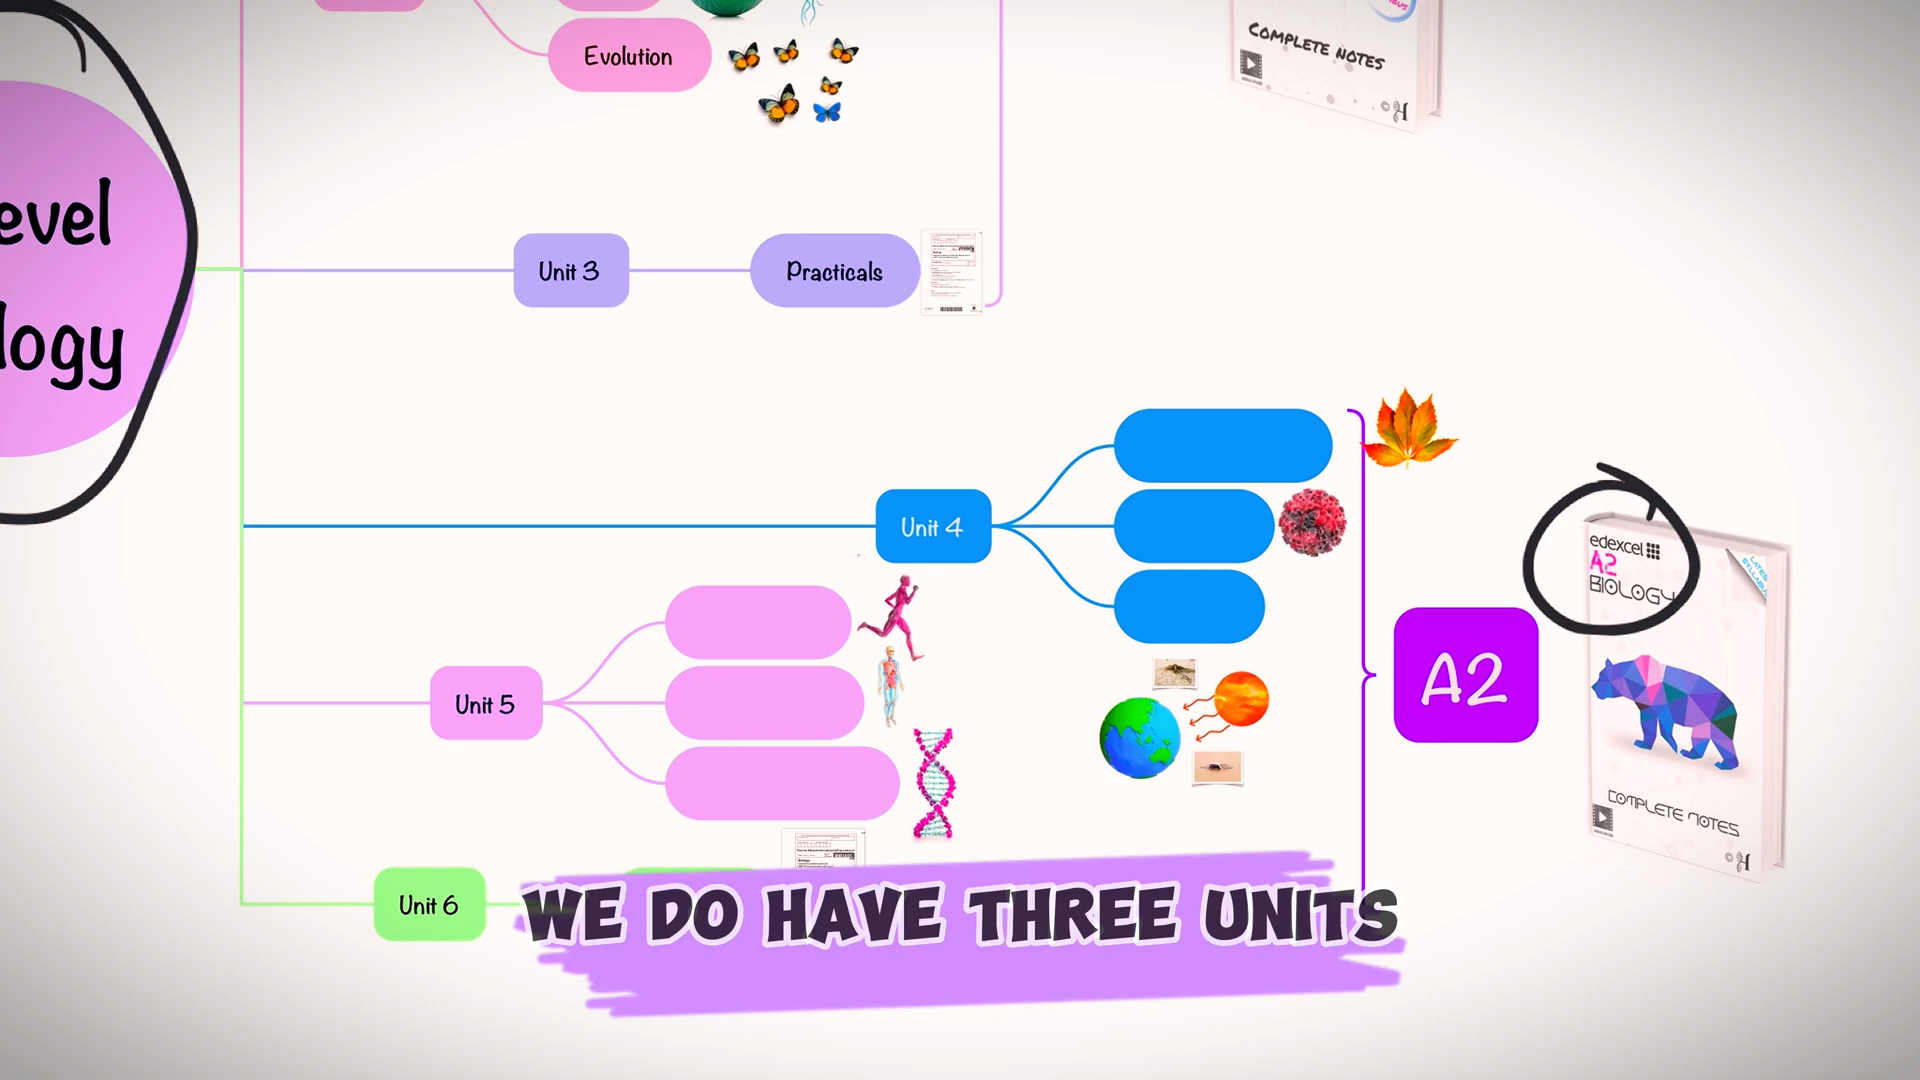 COMPLETE NOTES
Evolution
evel
logy
Unit 3
Practicals
Unit 4
edexcel
A2
BIOLOGY
Unit 5
A2
COMPLETE NOTES
Unit 6
WE DO HAVE THREE UNITS